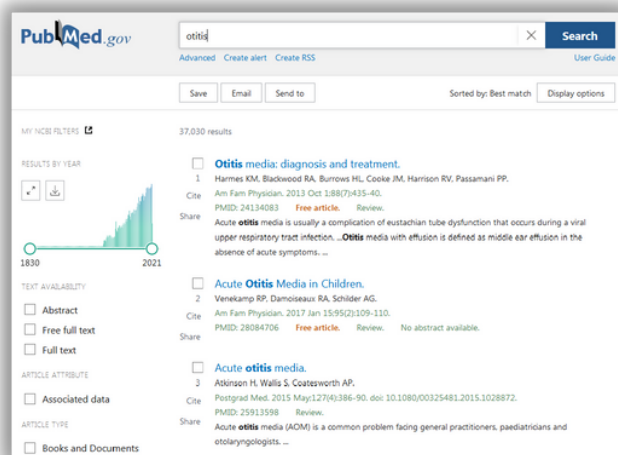 PubMed.gov
otitis
Search
Advanced Create alert Create RSS
User Guide
Save Email Send to
Sorted by: Best match Display options
MY NCBI FILTERS
37,030 results
RESULTS BY YEAR
1830 2021
TEXT AVAILABILITY
Abstract
Free full text
Full text
ARTICLE ATTRIBUTE
Associated data
ARTICLE TYPE
Books and Documents
Otitis media: diagnosis and treatment.
1
Harmes KM, Blackwood RA, Burrows HL, Cooke JM, Harrison RV, Passamani PP.
Cite
Am Fam Physician. 2013 Oct 1;88(7):435-40.
PMID: 24134083 Free article. Review.
Share
Acute otitis media is usually a complication of eustachian tube dysfunction that occurs during a viral
upper respiratory tract infection. ...Otitis media with effusion is defined as middle ear effusion in the
absence of acute symptoms. ...
Acute Otitis Media in Children.
2
Venekamp RP, Damoiseaux RA, Schilder AG.
Cite
Am Fam Physician. 2017 Jan 15;95(2):109-110.
PMID: 28084706 Free article. Review. No abstract available.
Share
Acute otitis media.
3
Atkinson H, Wallis S, Coatesworth AP.
Cite
Postgrad Med. 2015 May;127(4):386-90. doi: 10.1080/00325481.2015.1028872.
PMID: 25913598 Review.
Share
Acute otitis media (AOM) is a common problem facing general practitioners, paediatricians and
otolaryngologists. ...